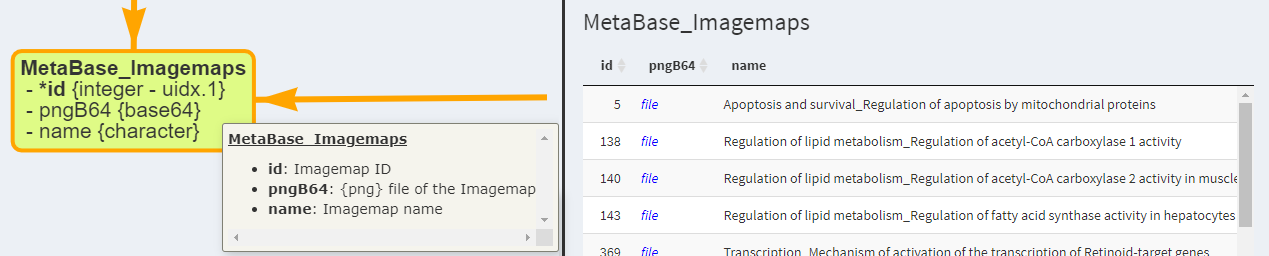 MetaBase_Imagemaps
- *id {integer - uidx.1}
- pngB64 {base64}
- name {character}
MetaBase_Imagemaps
• id: Imagemap ID
• pngB64: {png} file of the Imagemap
• name: Imagemap name
MetaBase_Imagemaps
id pngB64 name
5 file Apoptosis and survival_Regulation of apoptosis by mitochondrial proteins
138 file Regulation of lipid metabolism_Regulation of acetyl-CoA carboxylase 1 activity
140 file Regulation of lipid metabolism_Regulation of acetyl-CoA carboxylase 2 activity in muscle
143 file Regulation of lipid metabolism_Regulation of fatty acid synthase activity in hepatocytes
369 file Transcription_Mechanism of activation of the transcription of Retinoid-target genes